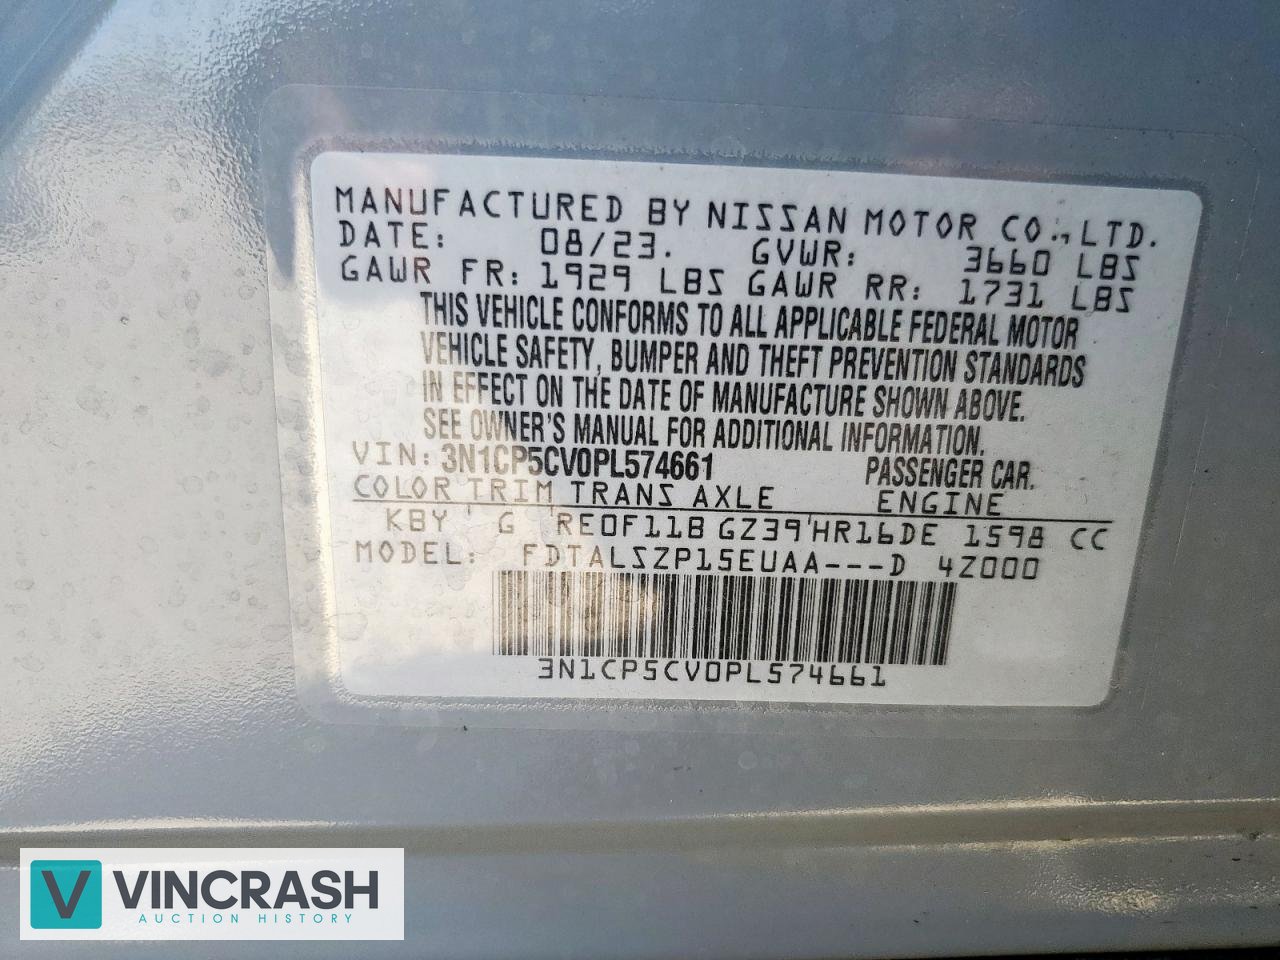 MANUFACTURED BY NISSAN MOTOR CO., LTD.
DATE: 08/23. GVWR: 3660 LBS
GAWR FR: 1929 LBS GAWR RR: 1731 LBS
THIS VEHICLE CONFORMS TO ALL APPLICABLE FEDERAL MOTOR
VEHICLE SAFETY, BUMPER AND THEFT PREVENTION STANDARDS
IN EFFECT ON THE DATE OF MANUFACTURE SHOWN ABOVE.
SEE OWNER'S MANUAL FOR ADDITIONAL INFORMATION.
VIN: 3N1CP5CV0PL574661 PASSENGER CAR.
COLOR TRIM TRANS AXLE ENGINE
KBY G RE0F11B GZ39 HR16DE 1598 CC
MODEL: FDTALSZP15EUAA---D 4Z000
3N1CP5CV0PL574661
V VINCRASH
AUCTION HISTORY